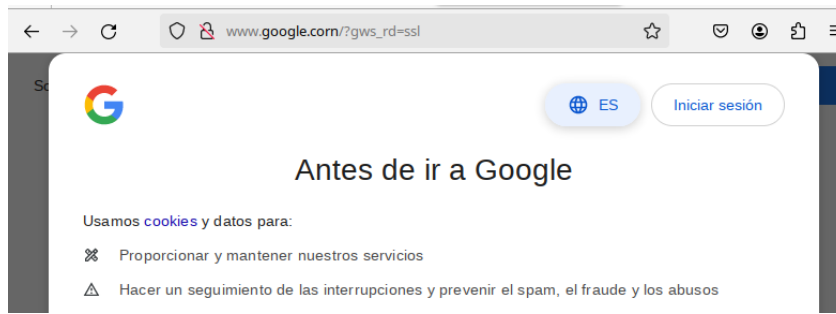 www.google.corn/?gws_rd=ssl
So
ES
Iniciar sesión
Antes de ir a Google
Usamos cookies y datos para:
Proporcionar y mantener nuestros servicios
Hacer un seguimiento de las interrupciones y prevenir el spam, el fraude y los abusos